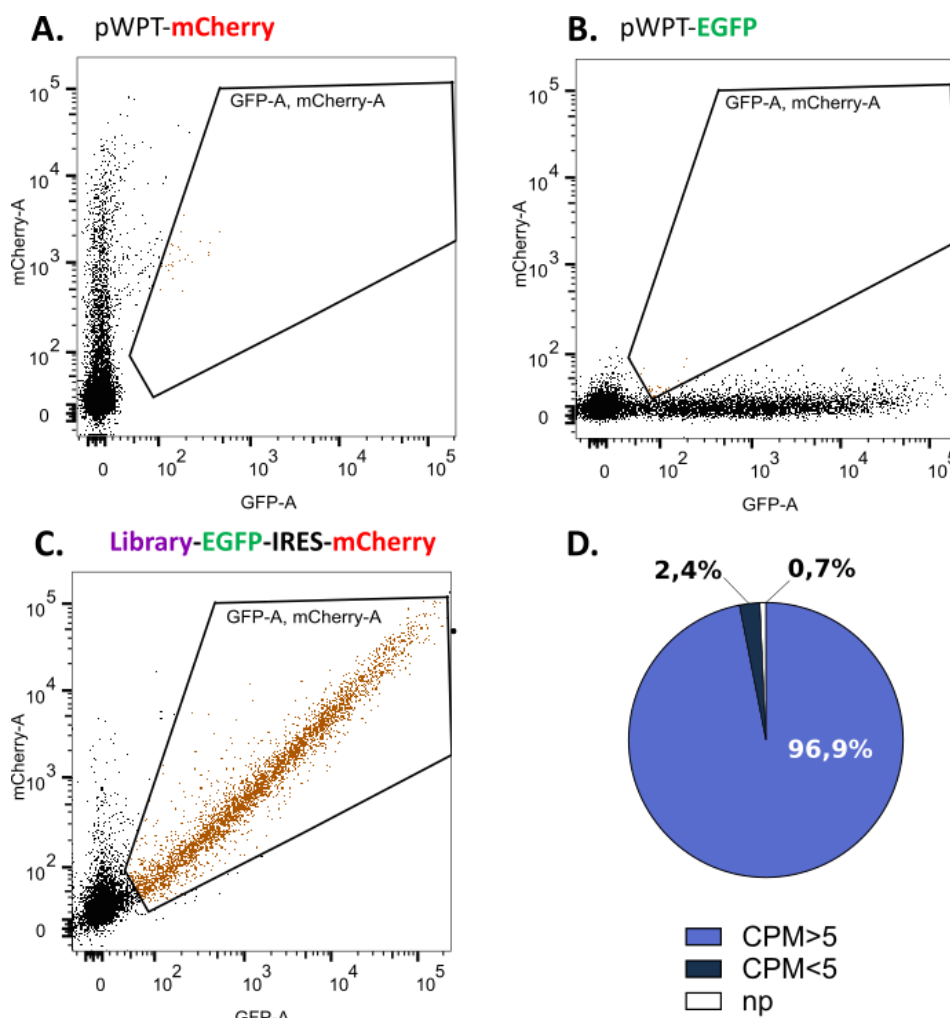 A. pWPT-mCherry
GFP-A, mCherry-A
10^5
10^4
10^3
10^2
0
mCherry-A
0 10^2 10^3 10^4 10^5
GFP-A
B. pWPT-EGFP
GFP-A, mCherry-A
10^5
10^4
10^3
10^2
0
mCherry-A
0 10^2 10^3 10^4 10^5
GFP-A
C. Library-EGFP-IRES-mCherry
GFP-A, mCherry-A
10^5
10^4
10^3
10^2
0
mCherry-A
0 10^2 10^3 10^4 10^5
GFP-A
D.
2,4% 0,7%
96,9%
CPM>5
CPM<5
np